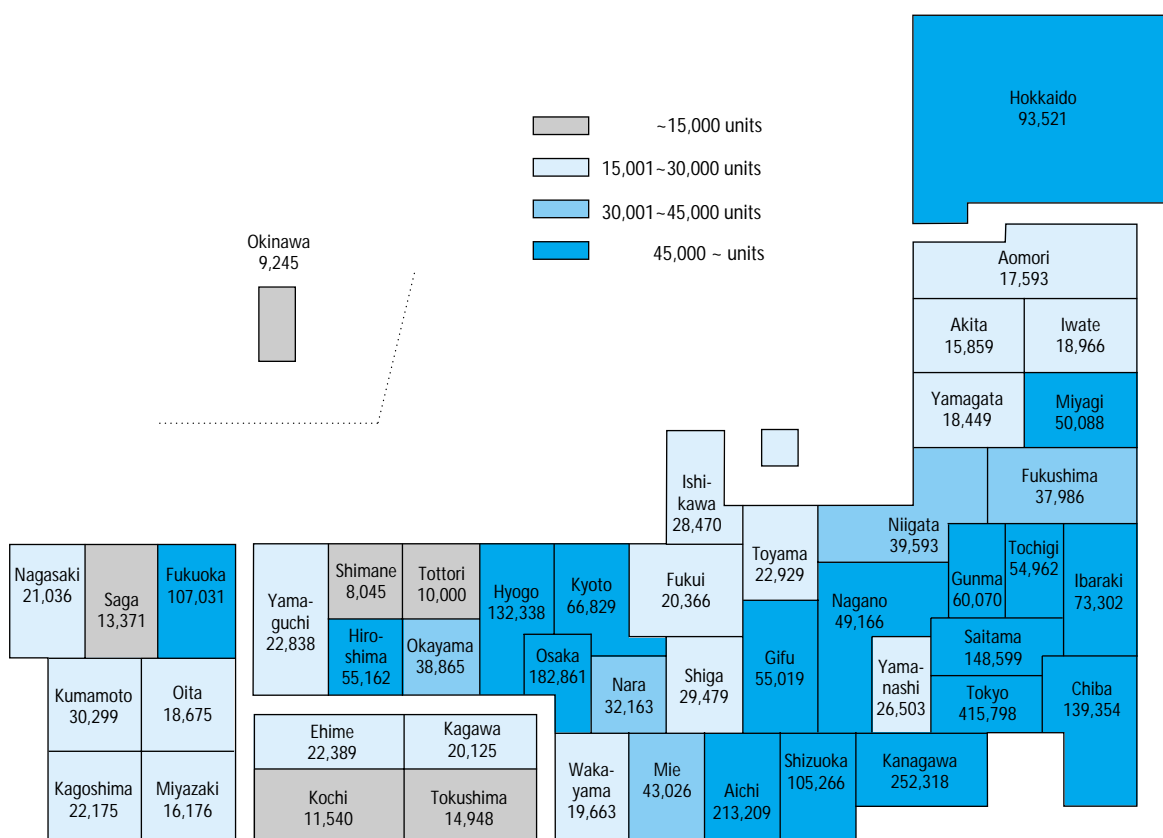 Hokkaido
93,521
~15,000 units
15,001~30,000 units
30,001~45,000 units
45,000 ~ units
Okinawa
9,245
Aomori
17,593
Akita
15,859
Iwate
18,966
Yamagata
18,449
Miyagi
50,088
Ishi-
kawa
28,470
Fukushima
37,986
Niigata
39,593
Toyama
22,929
Nagasaki
21,036
Saga
13,371
Fukuoka
107,031
Yama-
guchi
22,838
Shimane
8,045
Tottori
10,000
Hyogo
132,338
Kyoto
66,829
Fukui
20,366
Nagano
49,166
Gunma
60,070
Tochigi
54,962
Ibaraki
73,302
Hiro-
shima
55,162
Okayama
38,865
Osaka
182,861
Nara
32,163
Shiga
29,479
Gifu
55,019
Yama-
nashi
26,503
Saitama
148,599
Tokyo
415,798
Chiba
139,354
Kumamoto
30,299
Oita
18,675
Ehime
22,389
Kagawa
20,125
Kagoshima
22,175
Miyazaki
16,176
Kochi
11,540
Tokushima
14,948
Waka-
yama
19,663
Mie
43,026
Aichi
213,209
Shizuoka
105,266
Kanagawa
252,318